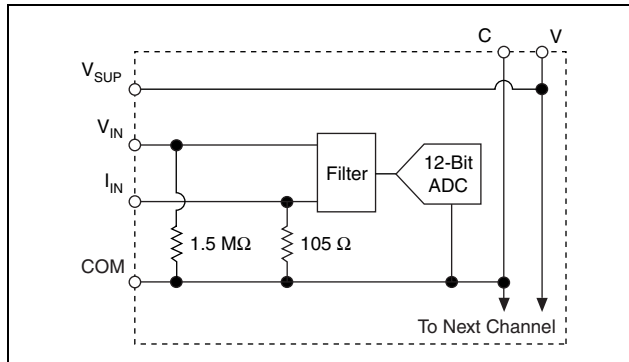 C V
V_SUP
V_IN
I_IN
Filter
12-Bit
ADC
1.5 MΩ
105 Ω
COM
To Next Channel